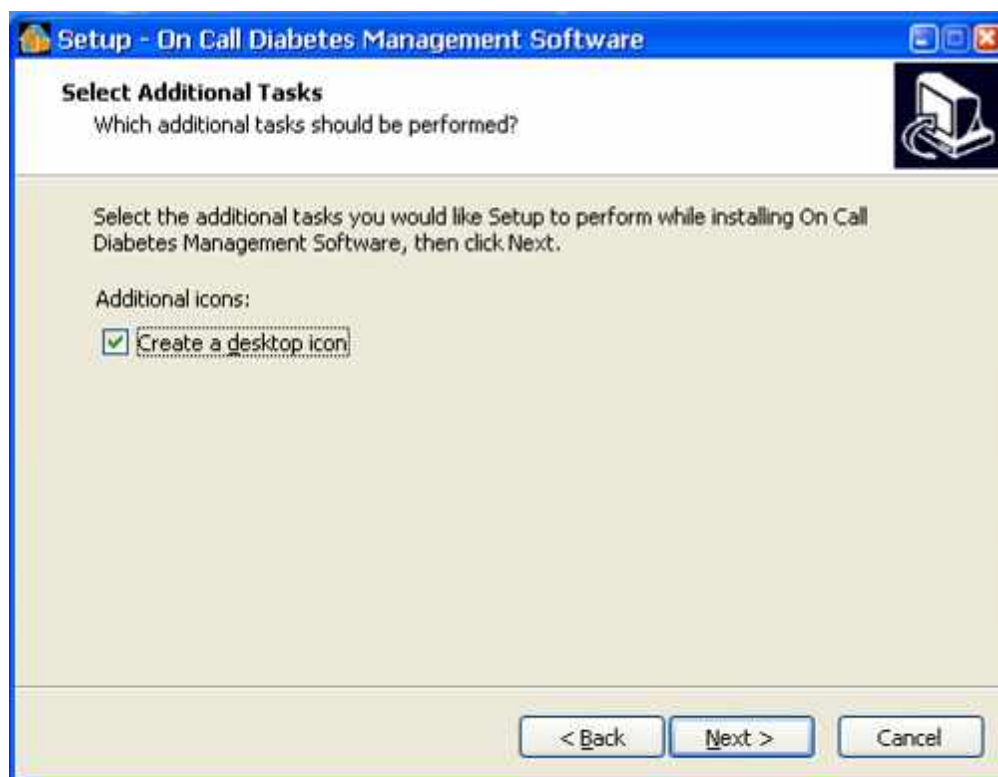 Setup - On Call Diabetes Management Software
Select Additional Tasks
Which additional tasks should be performed?
Select the additional tasks you would like Setup to perform while installing On Call
Diabetes Management Software, then click Next.
Additional icons:
Create a desktop icon
< Back Next > Cancel